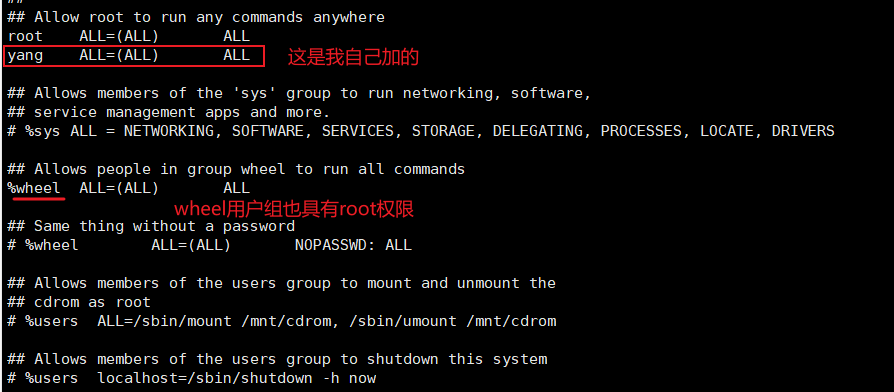 ##
## Allow root to run any commands anywhere
root    ALL=(ALL)       ALL
yang    ALL=(ALL)       ALL
这是我自己加的
## Allows members of the 'sys' group to run networking, software,
## service management apps and more.
# %sys ALL = NETWORKING, SOFTWARE, SERVICES, STORAGE, DELEGATING, PROCESSES, LOCATE, DRIVERS
## Allows people in group wheel to run all commands
%wheel  ALL=(ALL)       ALL
wheel用户组也具有root权限
## Same thing without a password
# %wheel        ALL=(ALL)       NOPASSWD: ALL
## Allows members of the users group to mount and unmount the
## cdrom as root
# %users  ALL=/sbin/mount /mnt/cdrom, /sbin/umount /mnt/cdrom
## Allows members of the users group to shutdown this system
# %users  localhost=/sbin/shutdown -h now